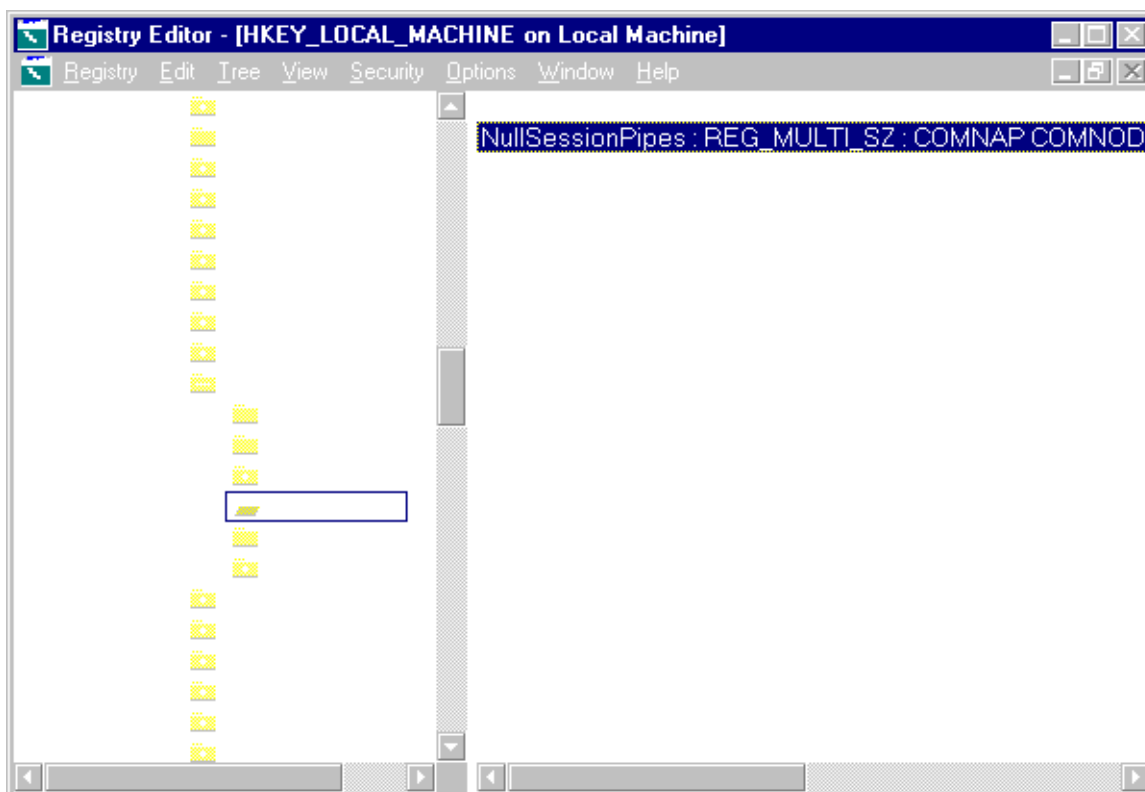 Registry Editor - [HKEY_LOCAL_MACHINE on Local Machine]
Registry Edit Tree View Security Options Window Help
NullSessionPipes : REG_MULTI_SZ : COMNAP COMNOD